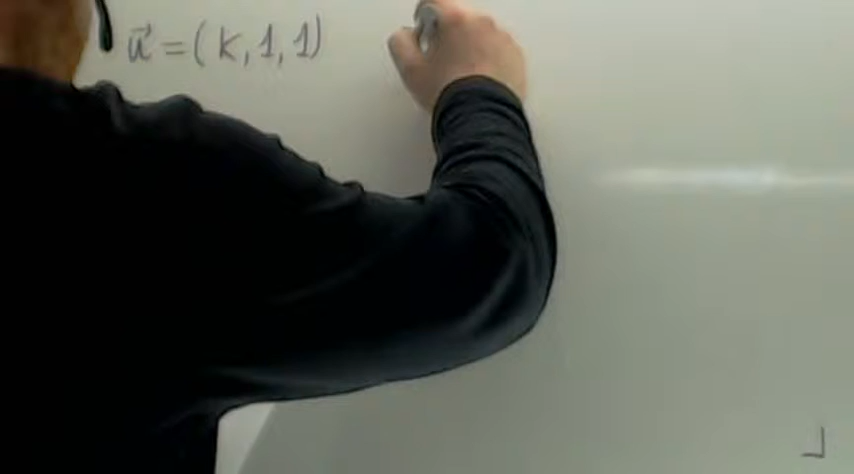 u⃗ = (k, 1, 1)